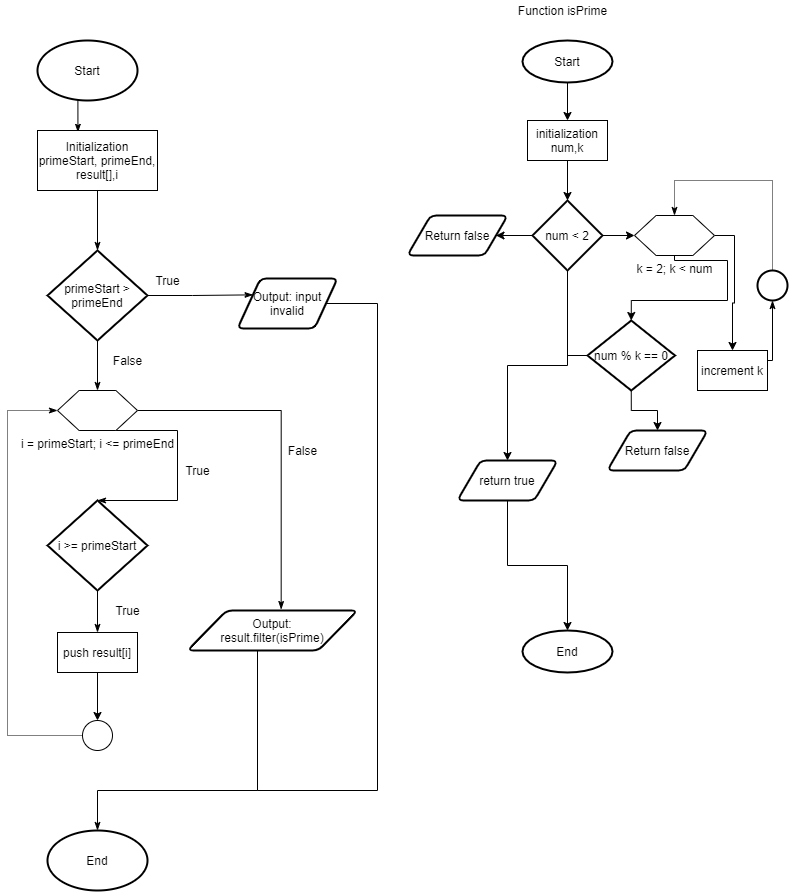 Function isPrime
Start
Initialization
primeStart, primeEnd,
result[],i
primeStart >
primeEnd
True
Output: input
invalid
False
i = primeStart; i <= primeEnd
False
True
i >= primeStart
True
push result[i]
Output:
result.filter(isPrime)
End
Start
initialization
num,k
num < 2
Return false
k = 2; k < num
num % k == 0
increment k
Return false
return true
End